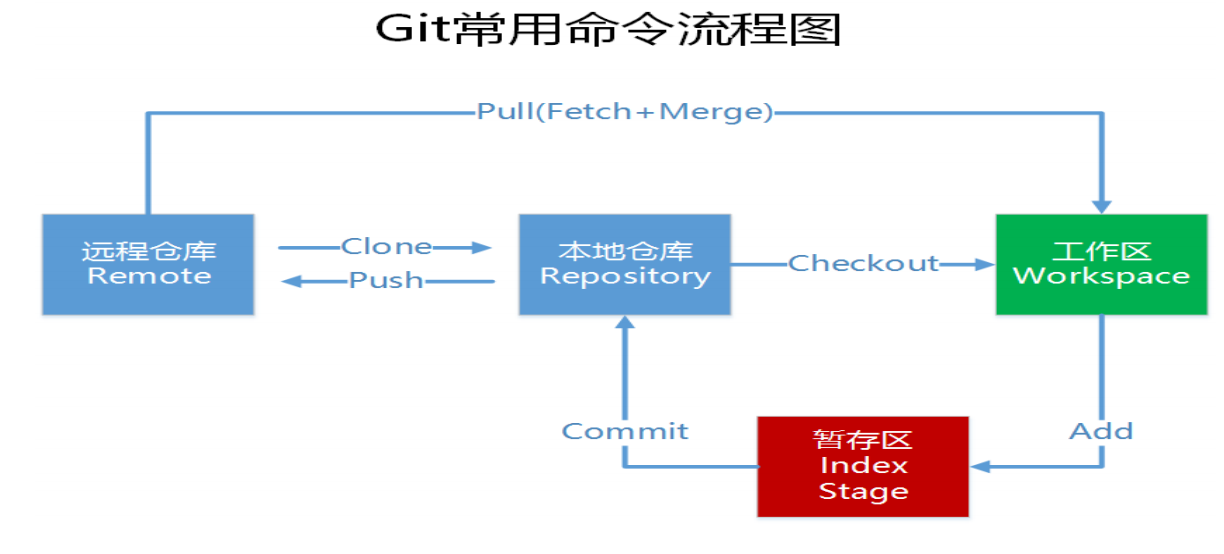 Git常用命令流程图
Pull(Fetch+Merge)
远程仓库
Remote
Clone
Push
本地仓库
Repository
Checkout
工作区
Workspace
Commit
暂存区
Index
Stage
Add